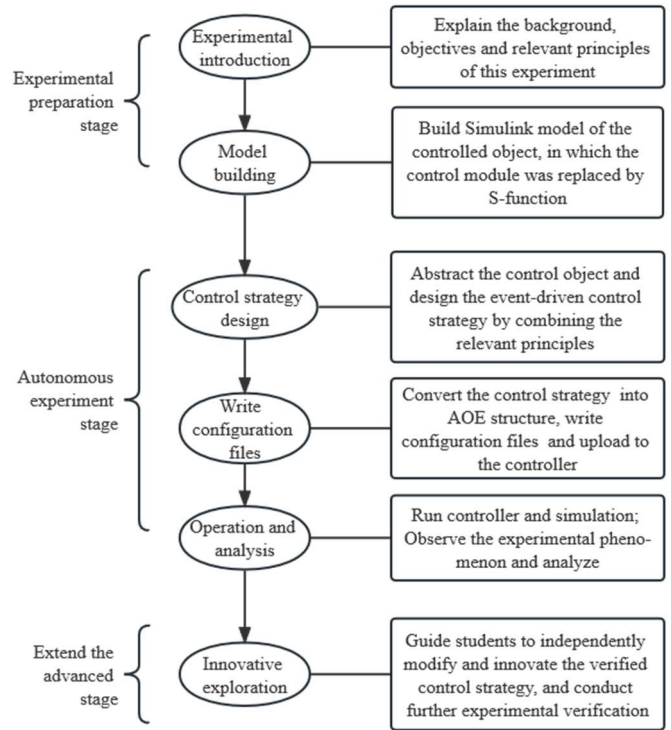 Experimental
preparation
stage
Experimental
introduction
Explain the background,
objectives and relevant principles
of this experiment
Model
building
Build Simulink model of the
controlled object, in which the
control module was replaced by
S-function
Autonomous
experiment
stage
Control strategy
design
Abstract the control object and
design the event-driven control
strategy by combining the
relevant principles
Write
configuration
files
Convert the control strategy into
AOE structure, write
configuration files and upload to
the controller
Operation and
analysis
Run controller and simulation;
Observe the experimental pheno-
menon and analyze
Extend the
advanced
stage
Innovative
exploration
Guide students to independently
modify and innovate the verified
control strategy, and conduct
further experimental verification